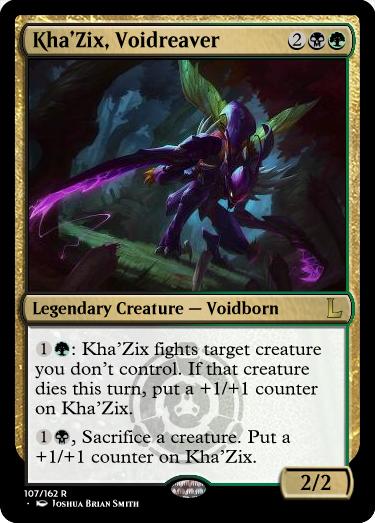 Kha'Zix, Voidreaver 2
Legendary Creature — Voidborn L
1: Kha'Zix fights target creature
you don't control. If that creature
dies this turn, put a +1/+1 counter
on Kha'Zix.
1, Sacrifice a creature. Put a
+1/+1 counter on Kha'Zix.
2/2
107/162 R
· Joshua Brian Smith